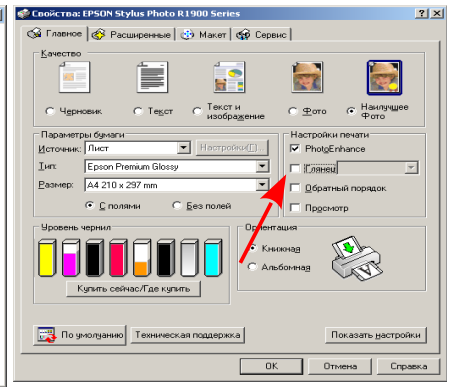 Свойства: EPSON Stylus Photo R1900 Series
Главное Расширенные Макет Сервис
Качество
Черновик Текст Текст и изображение Фото Наилучшее Фото
Параметры бумаги
Источник: Лист Настройки[]...
Тип: Epson Premium Glossy
Размер: A4 210 x 297 mm
С полями Без полей
Настройки печати
PhotoEnhance
Глянец
Обратный порядок
Просмотр
Уровень чернил
Купить сейчас/Где купить
Ориентация
Книжная
Альбомная
По умолчанию Техническая поддержка Показать настройки
OK Отмена Справка